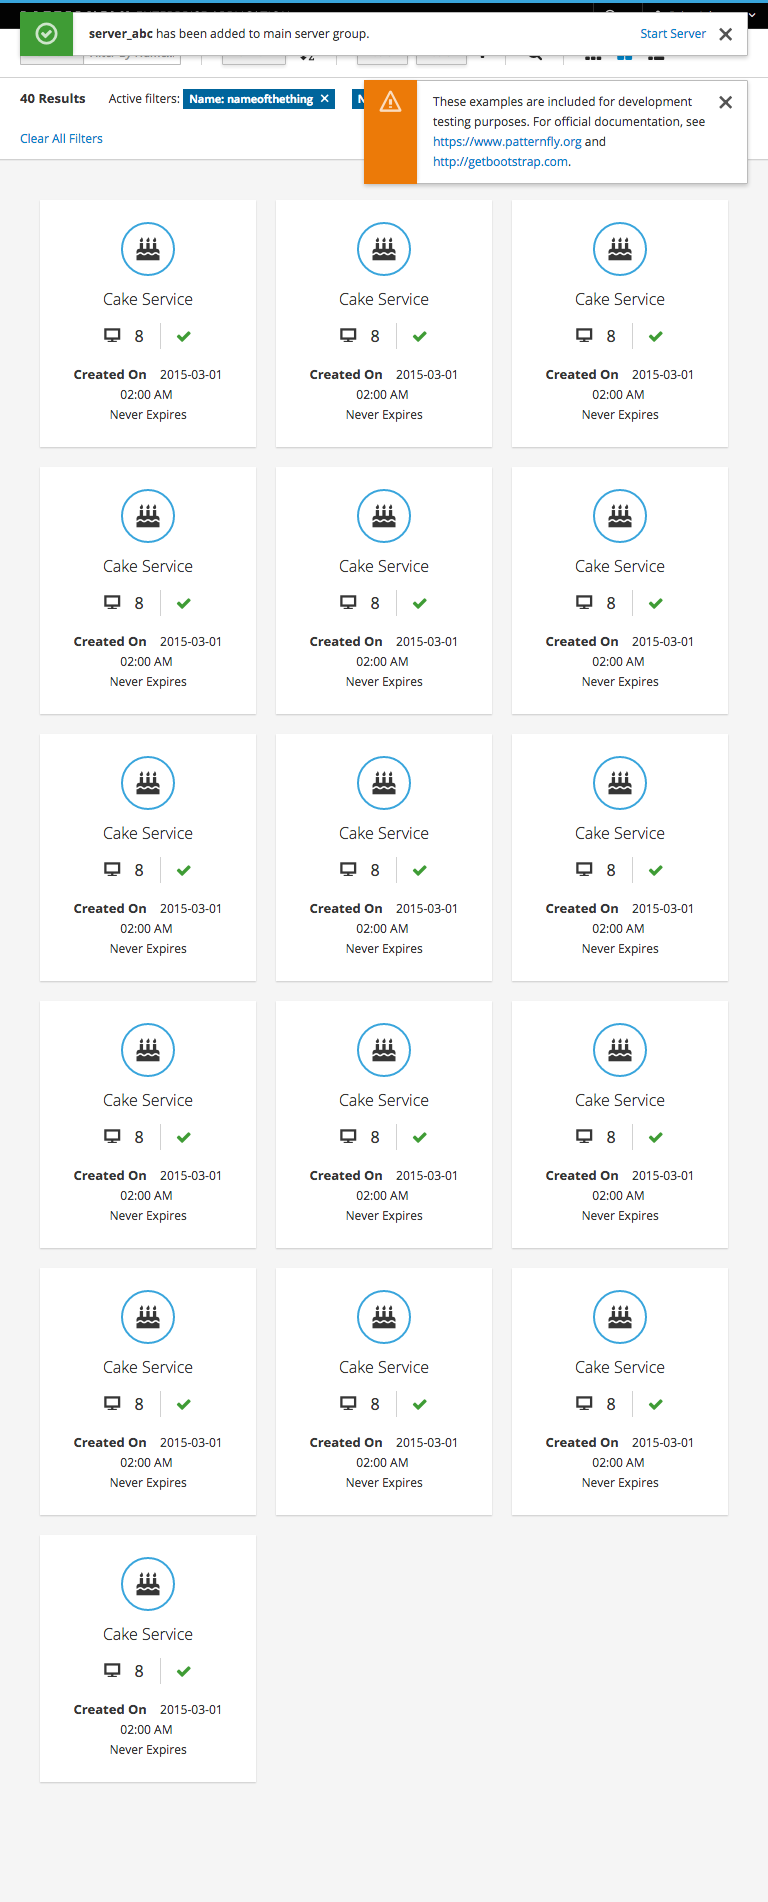 server_abc has been added to main server group. Start Server
40 Results Active filters: Name: nameofthething
Clear All Filters
These examples are included for development
testing purposes. For official documentation, see
https://www.patternfly.org and
http://getbootstrap.com.
Cake Service Cake Service Cake Service
8 8 8
Created On 2015-03-01 Created On 2015-03-01 Created On 2015-03-01
02:00 AM 02:00 AM 02:00 AM
Never Expires Never Expires Never Expires
Cake Service Cake Service Cake Service
8 8 8
Created On 2015-03-01 Created On 2015-03-01 Created On 2015-03-01
02:00 AM 02:00 AM 02:00 AM
Never Expires Never Expires Never Expires
Cake Service Cake Service Cake Service
8 8 8
Created On 2015-03-01 Created On 2015-03-01 Created On 2015-03-01
02:00 AM 02:00 AM 02:00 AM
Never Expires Never Expires Never Expires
Cake Service Cake Service Cake Service
8 8 8
Created On 2015-03-01 Created On 2015-03-01 Created On 2015-03-01
02:00 AM 02:00 AM 02:00 AM
Never Expires Never Expires Never Expires
Cake Service Cake Service Cake Service
8 8 8
Created On 2015-03-01 Created On 2015-03-01 Created On 2015-03-01
02:00 AM 02:00 AM 02:00 AM
Never Expires Never Expires Never Expires
Cake Service
8
Created On 2015-03-01
02:00 AM
Never Expires